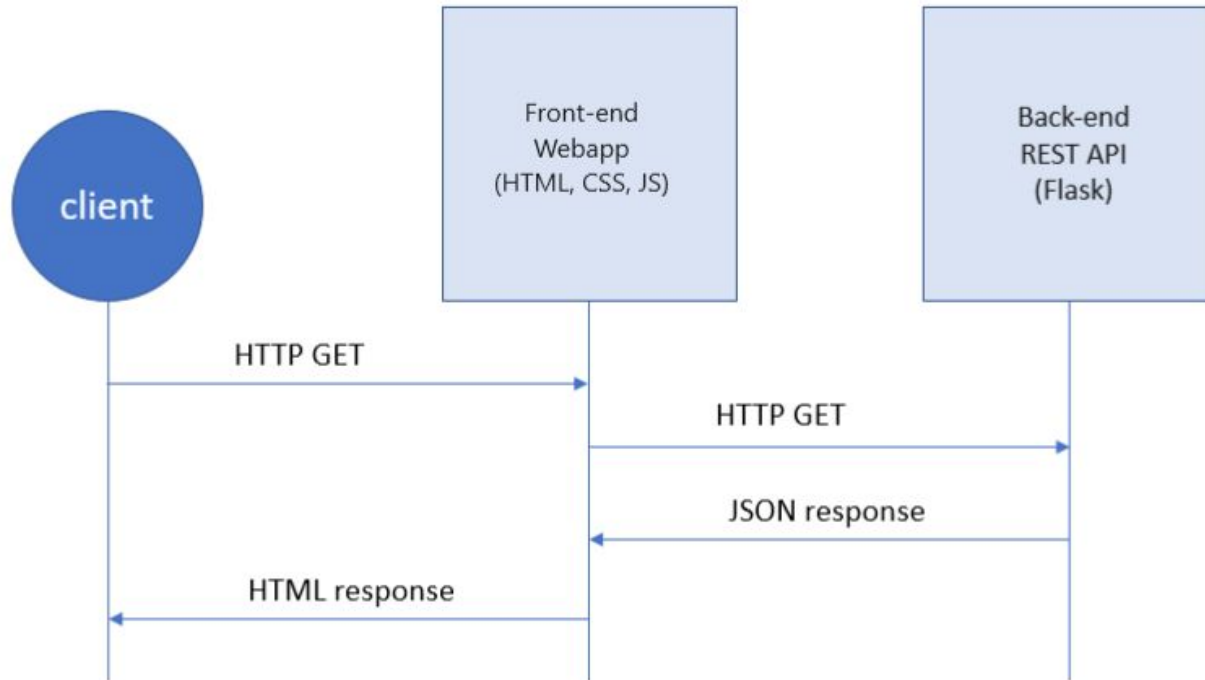 client
Front-end
Webapp
(HTML, CSS, JS)
Back-end
REST API
(Flask)
HTTP GET
HTTP GET
JSON response
HTML response